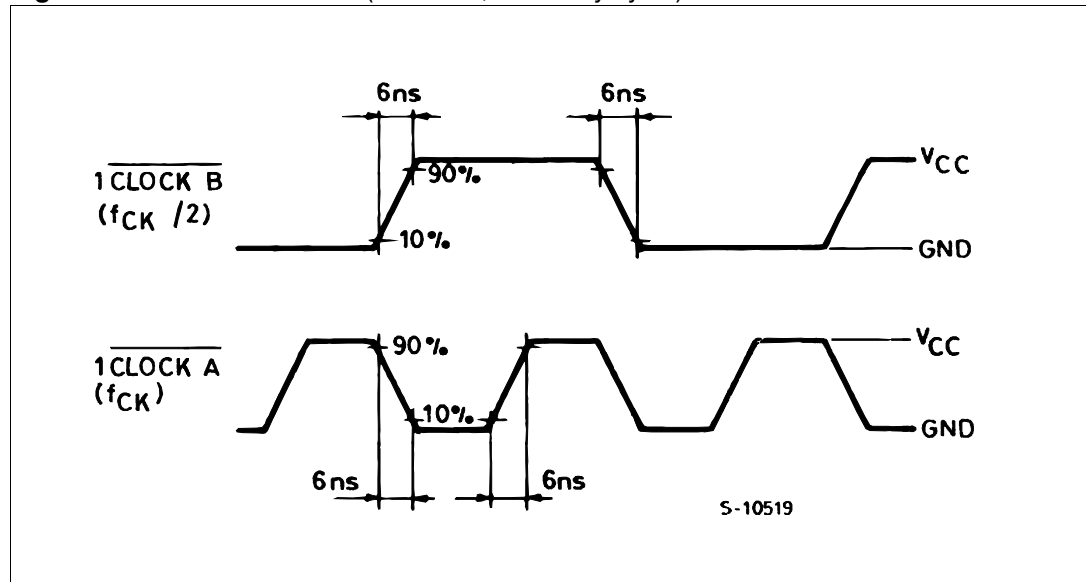 6ns 6ns
1CLOCK B
(fCK /2)
90%
VCC
10%
GND
1CLOCK A
(fCK)
90%
VCC
10%
GND
6ns 6ns
S-10519